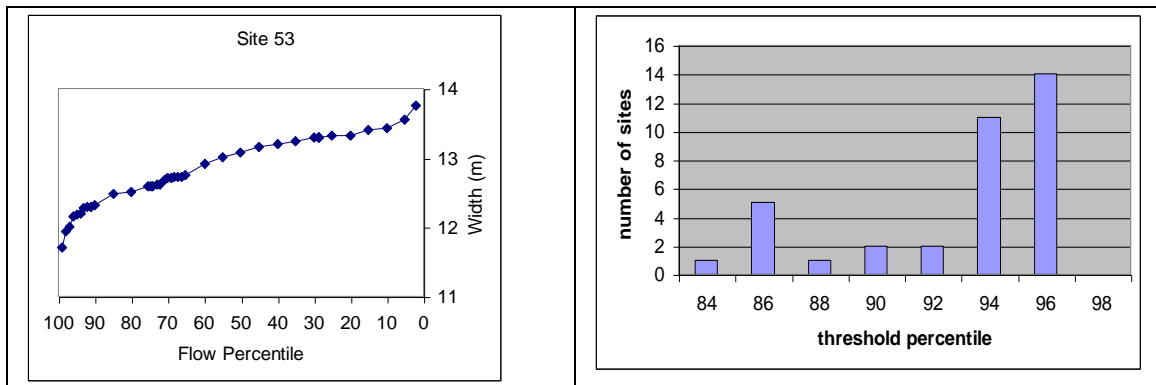 Site 53
14
13
12
11
Width (m)
100 90 80 70 60 50 40 30 20 10 0
Flow Percentile
16
14
12
10
8
6
4
2
0
number of sites
84 86 88 90 92 94 96 98
threshold percentile